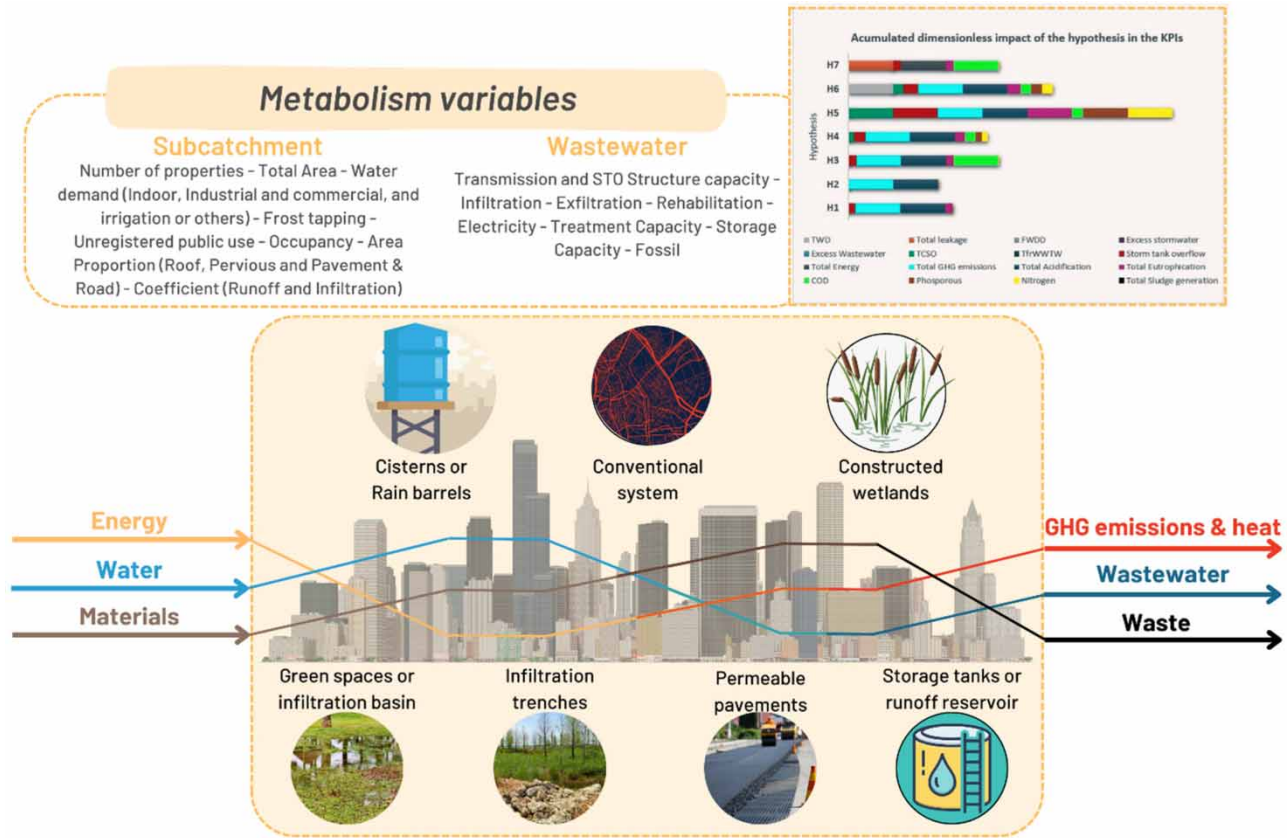 Metabolism variables
Subcatchment
Number of properties - Total Area - Water
demand (Indoor, Industrial and commercial, and
irrigation or others) - Frost tapping -
Unregistered public use - Occupancy - Area
Proportion (Roof, Pervious and Pavement &
Road) - Coefficient (Runoff and Infiltration)
Wastewater
Transmission and STO Structure capacity -
Infiltration - Exfiltration - Rehabilitation -
Electricity - Treatment Capacity - Storage
Capacity - Fossil
Acumulated dimensionless impact of the hypothesis in the KPIs
Hypothesis
H7
H6
H5
H4
H3
H2
H1
TWD
Total leakage
FWDD
Excess stormwater
Excess Wastewater
TCSO
TfrWWTW
Storm tank overflow
Total Energy
Total GHG emissions
Total Acidification
Total Eutrophication
COD
Phosporous
Nitrogen
Total Sludge generation
Cisterns or
Rain barrels
Conventional
system
Constructed
wetlands
Energy
Water
Materials
GHG emissions & heat
Wastewater
Waste
Green spaces or
infiltration basin
Infiltration
trenches
Permeable
pavements
Storage tanks or
runoff reservoir